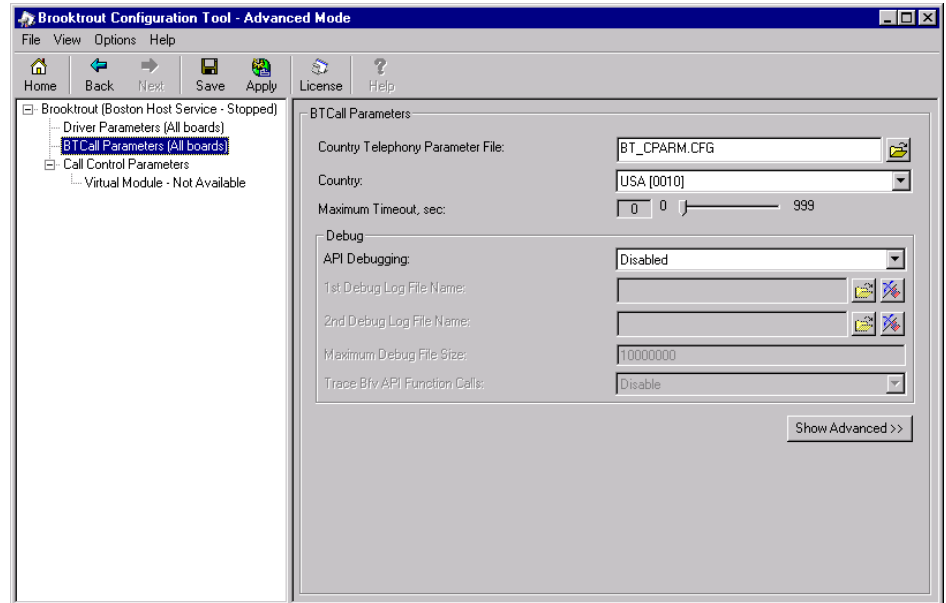 Brooktrout Configuration Tool - Advanced Mode
File View Options Help
Home Back Next Save Apply License Help
Brooktrout (Boston Host Service - Stopped)
Driver Parameters (All boards)
BTCall Parameters (All boards)
Call Control Parameters
Virtual Module - Not Available
BTCall Parameters
Country Telephony Parameter File: BT_CPARM.CFG
Country: USA [0010]
Maximum Timeout, sec: 0 0 999
Debug
API Debugging: Disabled
1st Debug Log File Name:
2nd Debug Log File Name:
Maximum Debug File Size: 10000000
Trace Bfv API Function Calls: Disable
Show Advanced >>